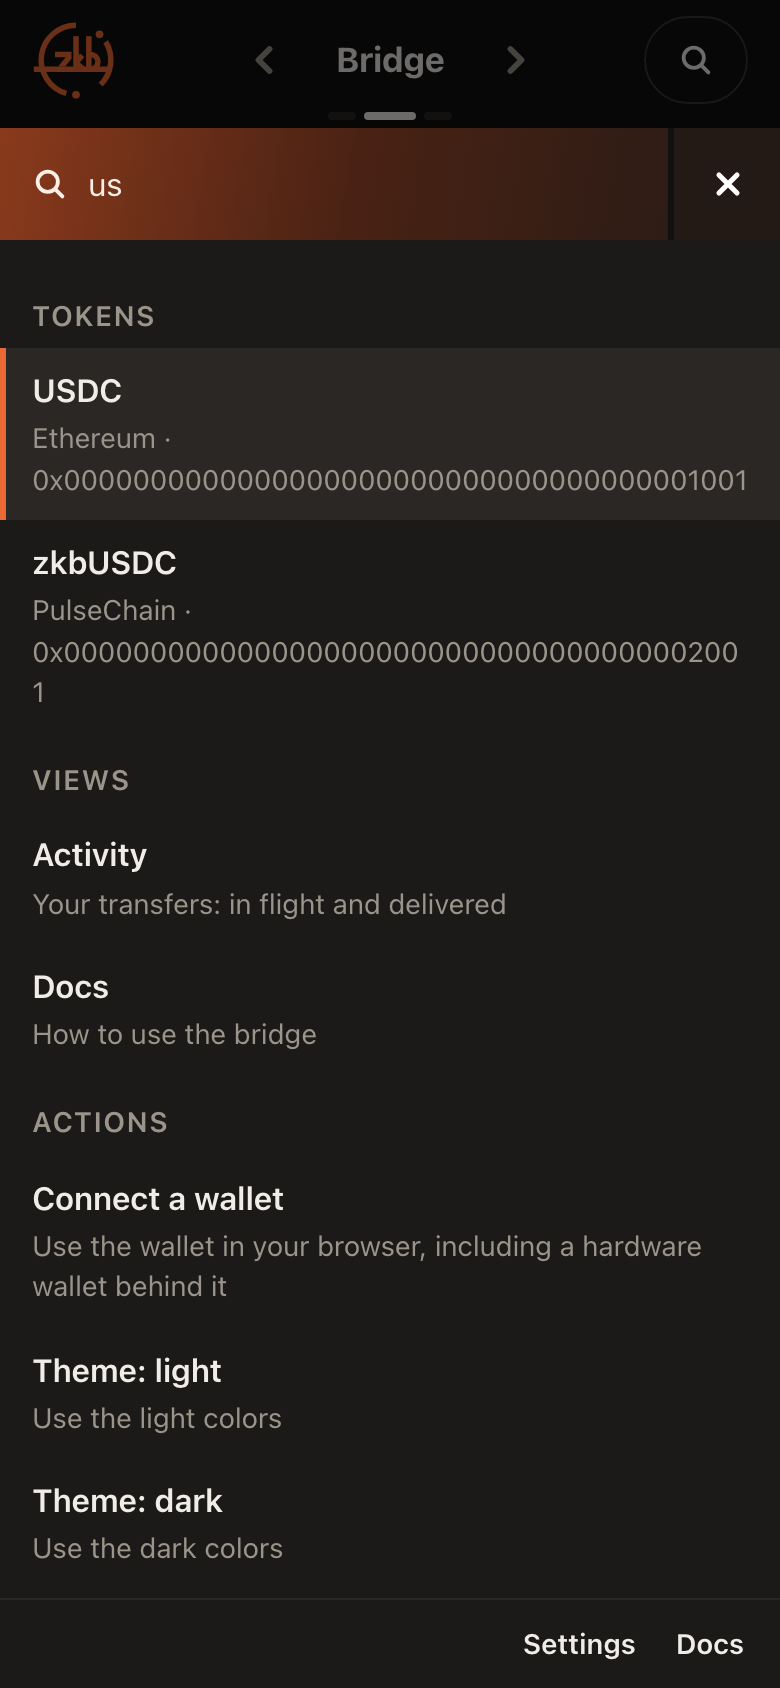 zkb
Bridge
us
TOKENS
USDC
Ethereum ·
0x0000000000000000000000000000000000001001
zkbUSDC
PulseChain ·
0x000000000000000000000000000000000000200
1
VIEWS
Activity
Your transfers: in flight and delivered
Docs
How to use the bridge
ACTIONS
Connect a wallet
Use the wallet in your browser, including a hardware
wallet behind it
Theme: light
Use the light colors
Theme: dark
Use the dark colors
Settings Docs